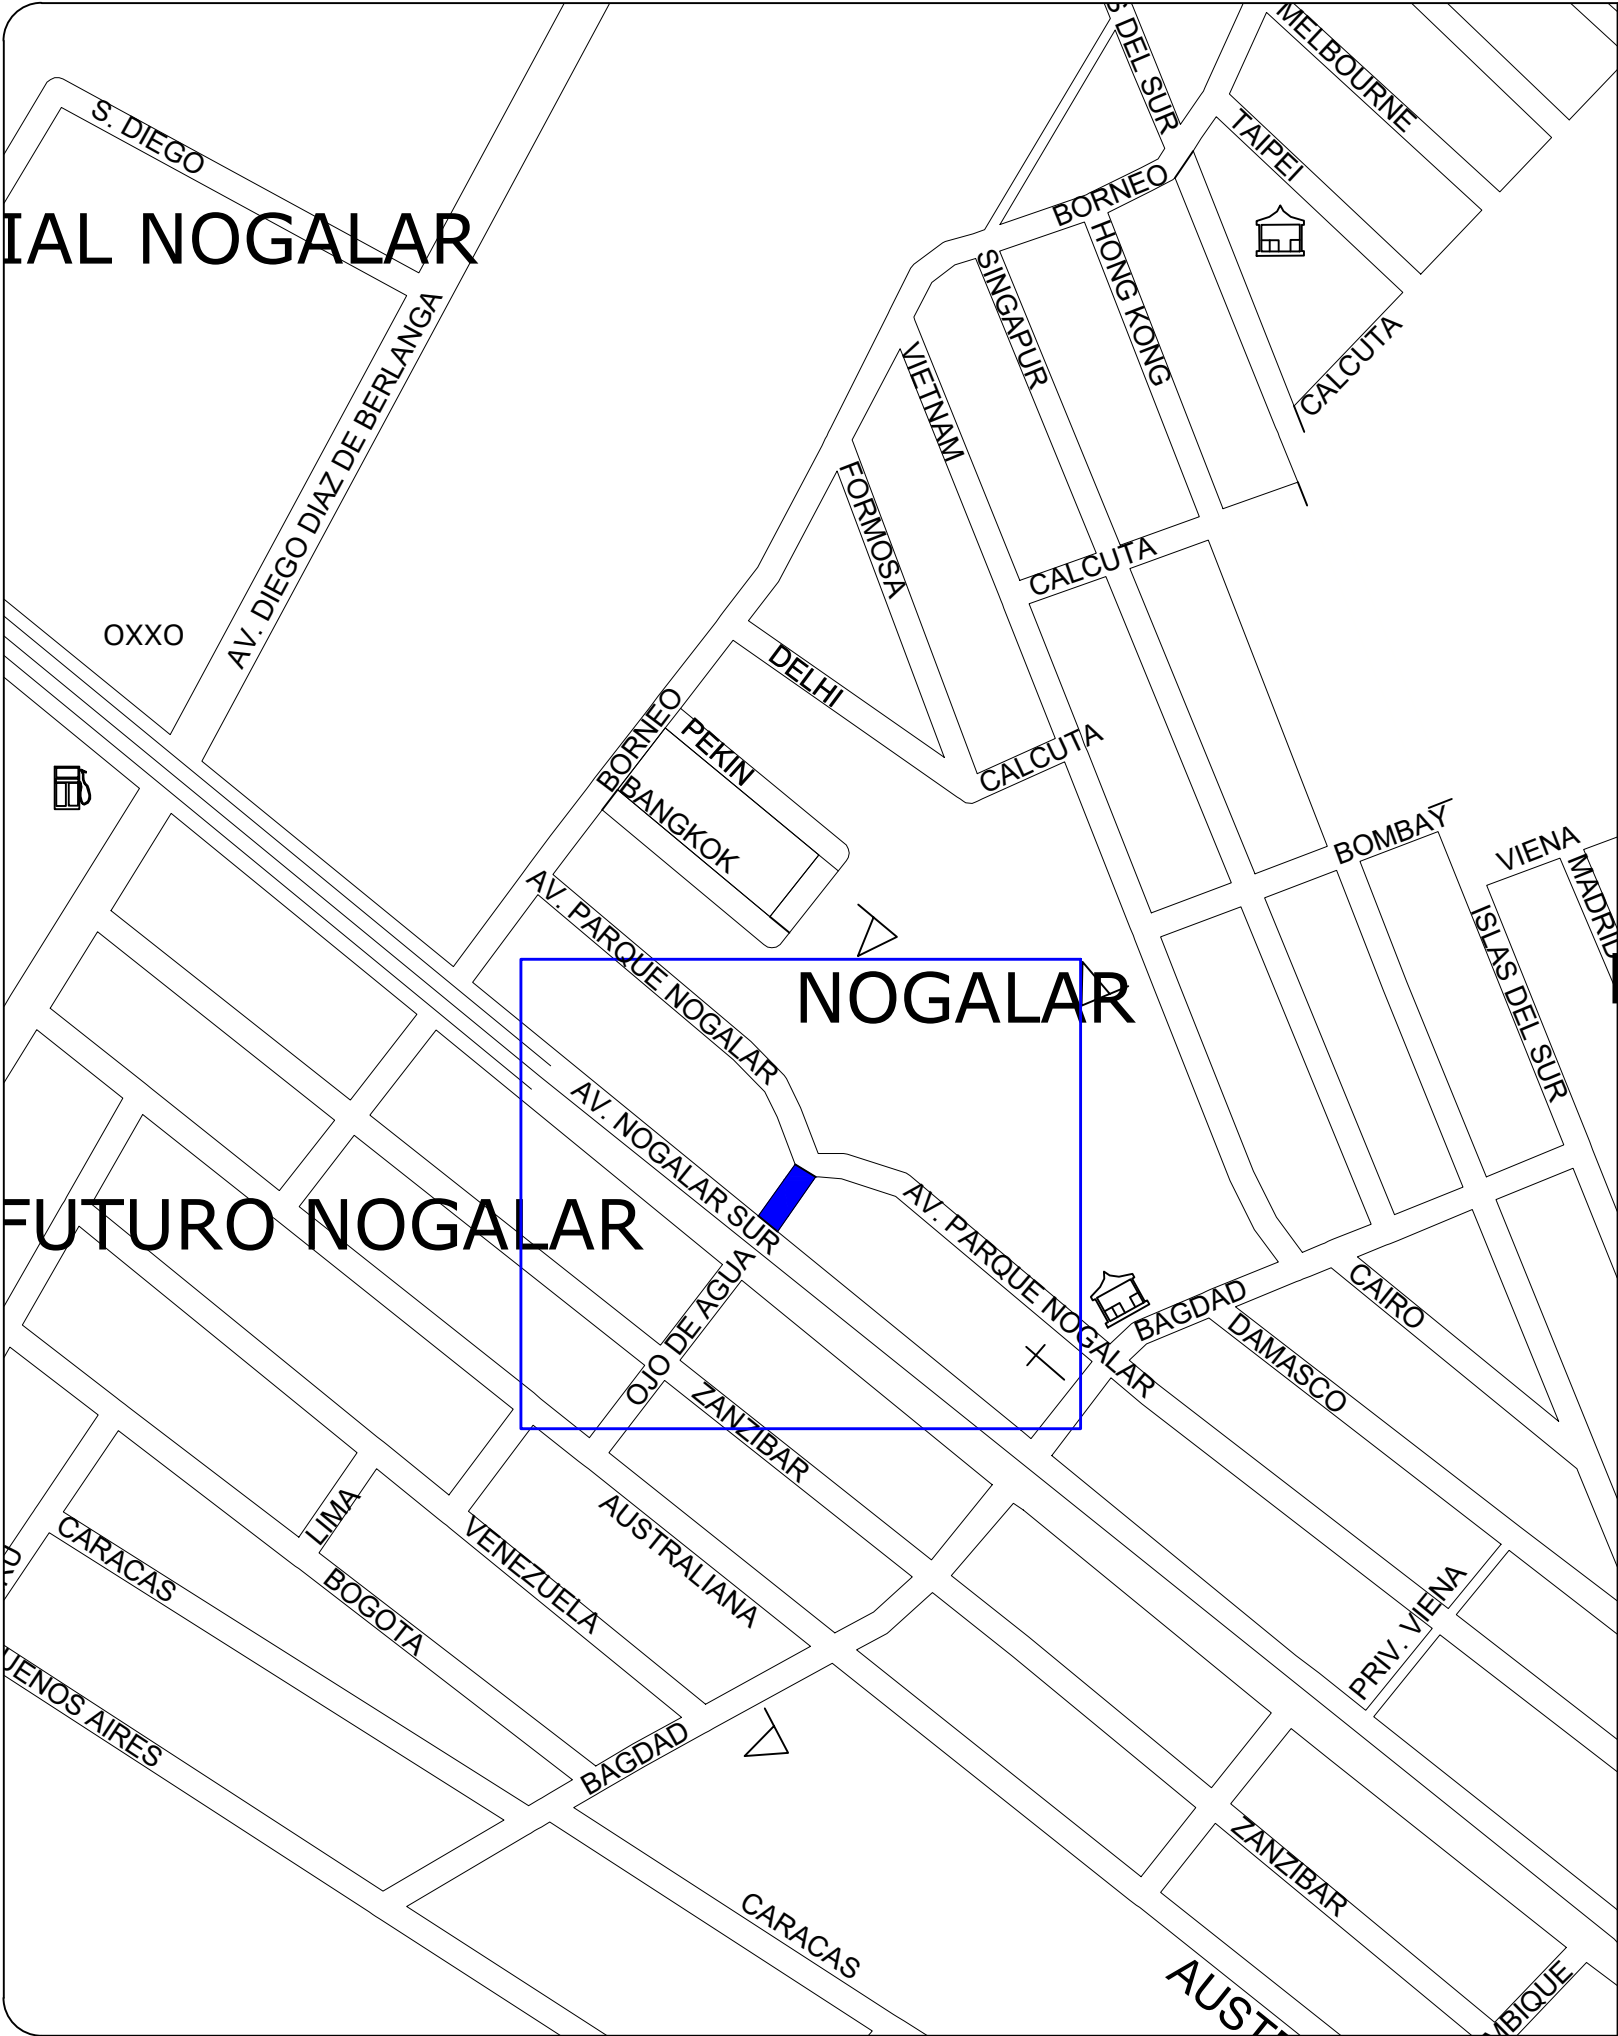 S DEL SUR
MELBOURNE
S. DIEGO
TAIPEI
BORNEO
IAL NOGALAR
HONG KONG
SINGAPUR
AV. DIEGO DIAZ DE BERLANGA
CALCUTA
VIETNAM
FORMOSA
CALCUTA
OXXO
DELHI
BORNEO
PEKIN
CALCUTA
BANGKOK
BOMBAY
VIENA
MADRID
AV. PARQUE NOGALAR
ISLAS DEL SUR
NOGALAR
AV. NOGALAR SUR
FUTURO NOGALAR
AV. PARQUE NOGALAR
OJO DE AGUA
BAGDAD
CAIRO
DAMASCO
ZANZIBAR
LIMA
AUSTRALIANA
CARACAS
VENEZUELA
BOGOTA
PRIV. VIENA
UENOS AIRES
BAGDAD
ZANZIBAR
CARACAS
AUST
MBIQUE